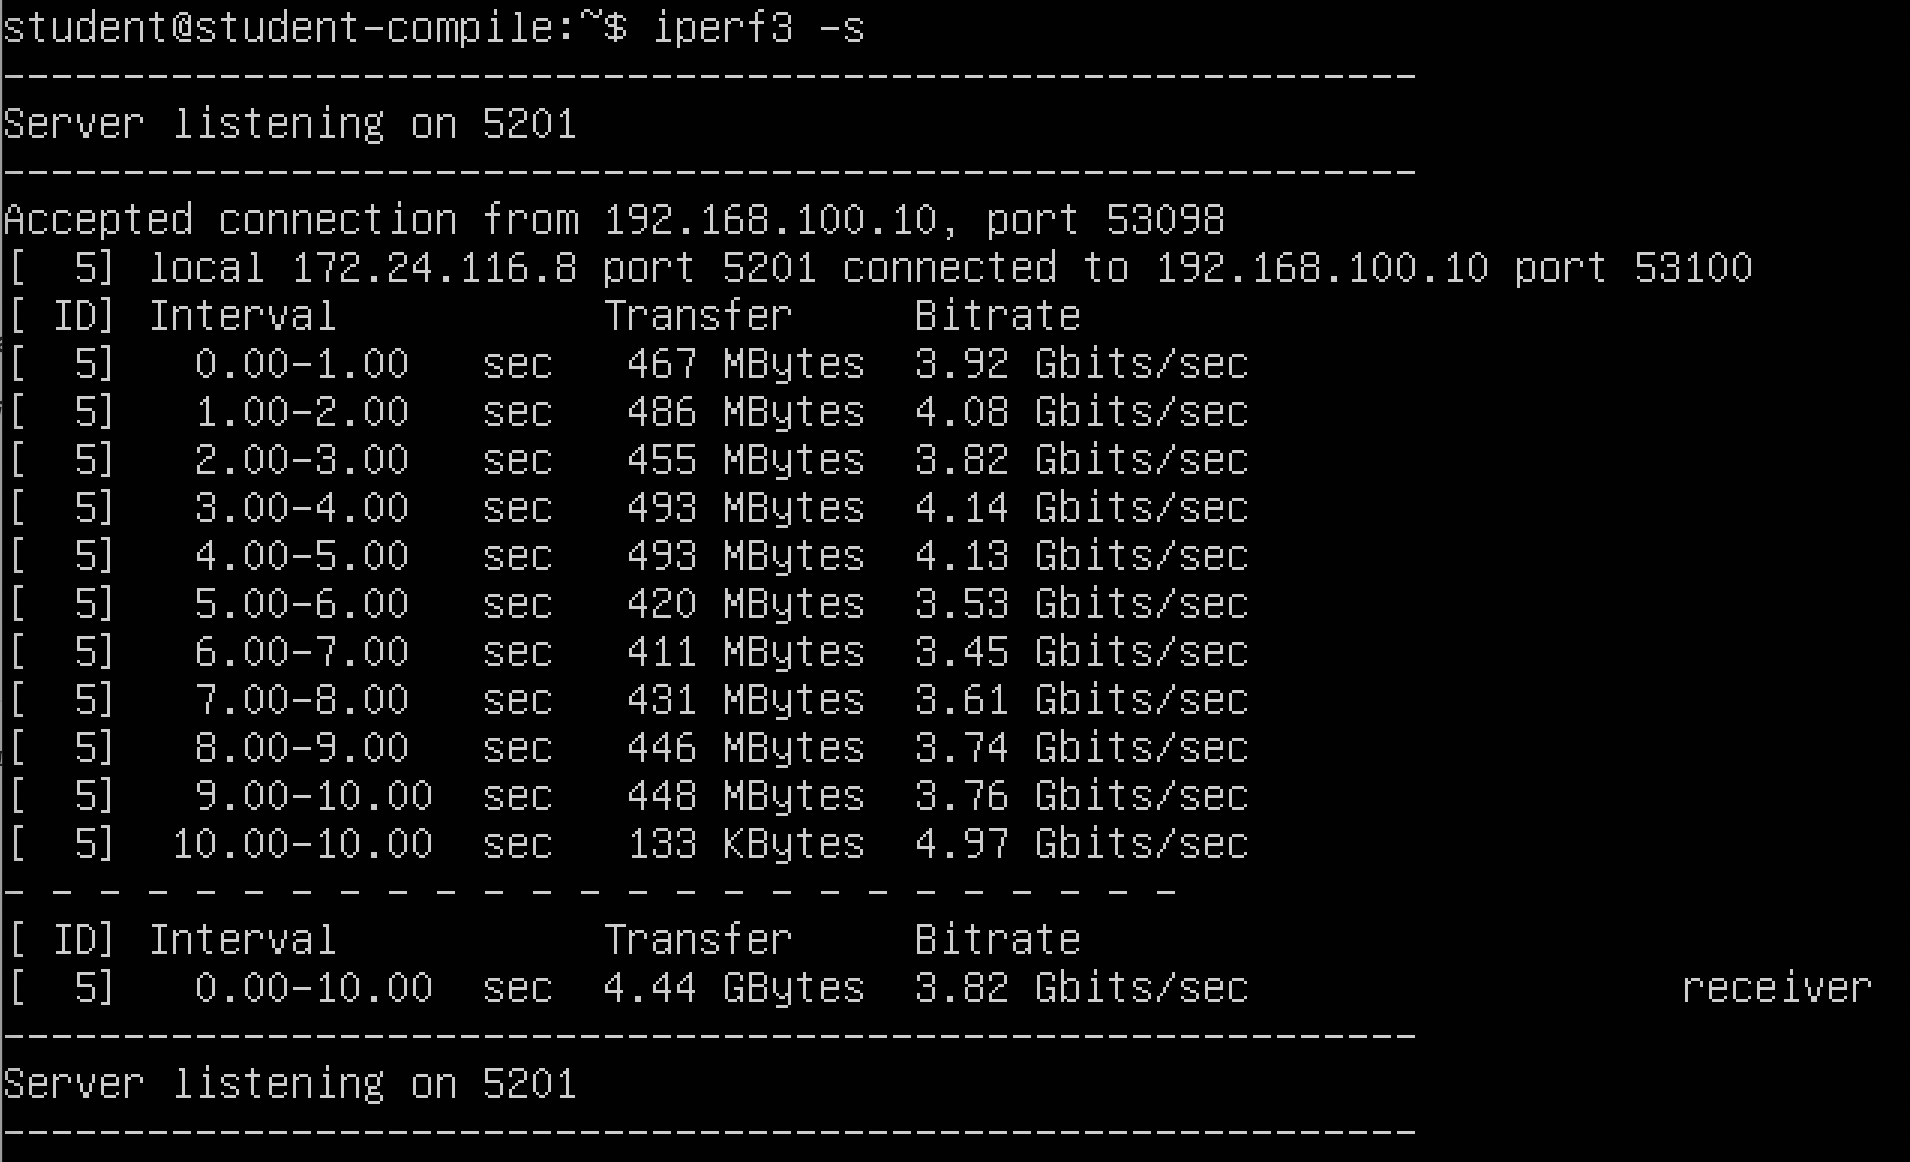 student@student-compile:~$ iperf3 -s
-----------------------------------------------------------
Server listening on 5201
-----------------------------------------------------------
Accepted connection from 192.168.100.10, port 53098
[  5] local 172.24.116.8 port 5201 connected to 192.168.100.10 port 53100
[ ID] Interval           Transfer     Bitrate
[  5]   0.00-1.00   sec   467 MBytes  3.92 Gbits/sec
[  5]   1.00-2.00   sec   486 MBytes  4.08 Gbits/sec
[  5]   2.00-3.00   sec   455 MBytes  3.82 Gbits/sec
[  5]   3.00-4.00   sec   493 MBytes  4.14 Gbits/sec
[  5]   4.00-5.00   sec   493 MBytes  4.13 Gbits/sec
[  5]   5.00-6.00   sec   420 MBytes  3.53 Gbits/sec
[  5]   6.00-7.00   sec   411 MBytes  3.45 Gbits/sec
[  5]   7.00-8.00   sec   431 MBytes  3.61 Gbits/sec
[  5]   8.00-9.00   sec   446 MBytes  3.74 Gbits/sec
[  5]   9.00-10.00  sec   448 MBytes  3.76 Gbits/sec
[  5]  10.00-10.00  sec   133 KBytes  4.97 Gbits/sec
- - - - - - - - - - - - - - - - - - - - - - - - -
[ ID] Interval           Transfer     Bitrate
[  5]   0.00-10.00  sec  4.44 GBytes  3.82 Gbits/sec                  receiver
-----------------------------------------------------------
Server listening on 5201
-----------------------------------------------------------